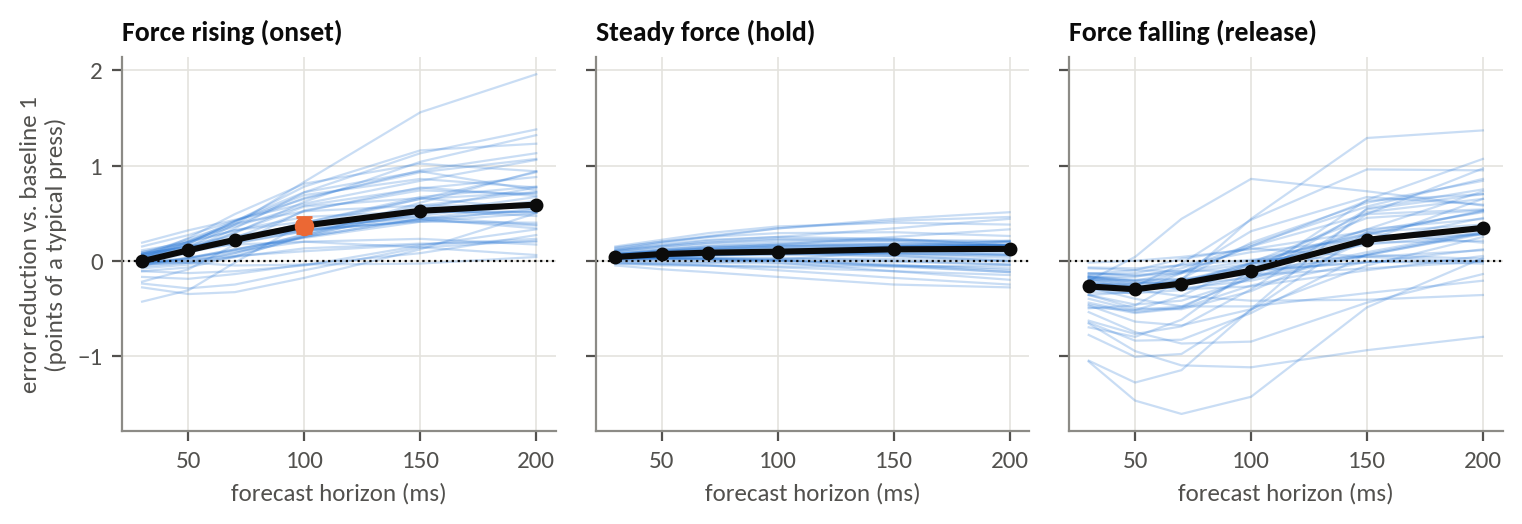 Force rising (onset)
Steady force (hold)
Force falling (release)
error reduction vs. baseline 1
(points of a typical press)
2
1
0
−1
50 100 150 200
50 100 150 200
50 100 150 200
forecast horizon (ms)
forecast horizon (ms)
forecast horizon (ms)